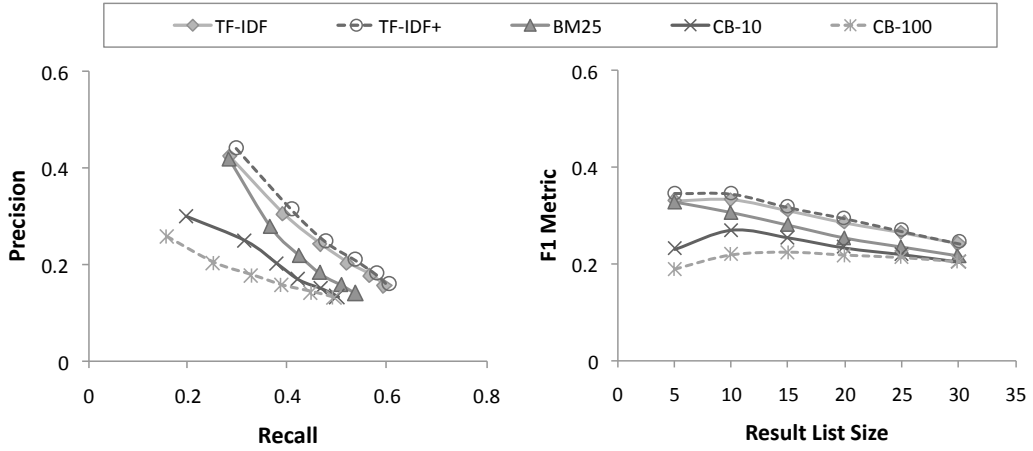 TF-IDF TF-IDF+ BM25 CB-10 CB-100
0.6
0.4
0.2
0
0 0.2 0.4 0.6 0.8
Precision
Recall
0.6
0.4
0.2
0
0 5 10 15 20 25 30 35
F1 Metric
Result List Size